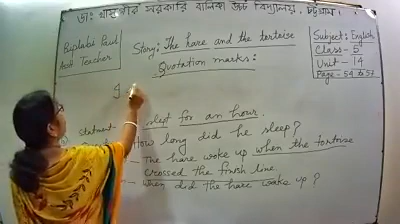 ডাঃ খাস্তগীর সরকারি বালিকা উচ্চ বিদ্যালয়, চট্টগ্রাম।
Biplabi Paul
Asst Teacher
Story: The hare and the tortoise
Quotation marks:
Subject: English
Class- 5
Unit- 14
Page- 54 to 57
slept for an hour.
How long did he sleep?
The hare woke up when the tortoise
crossed the finish line.
When did the hare wake up?